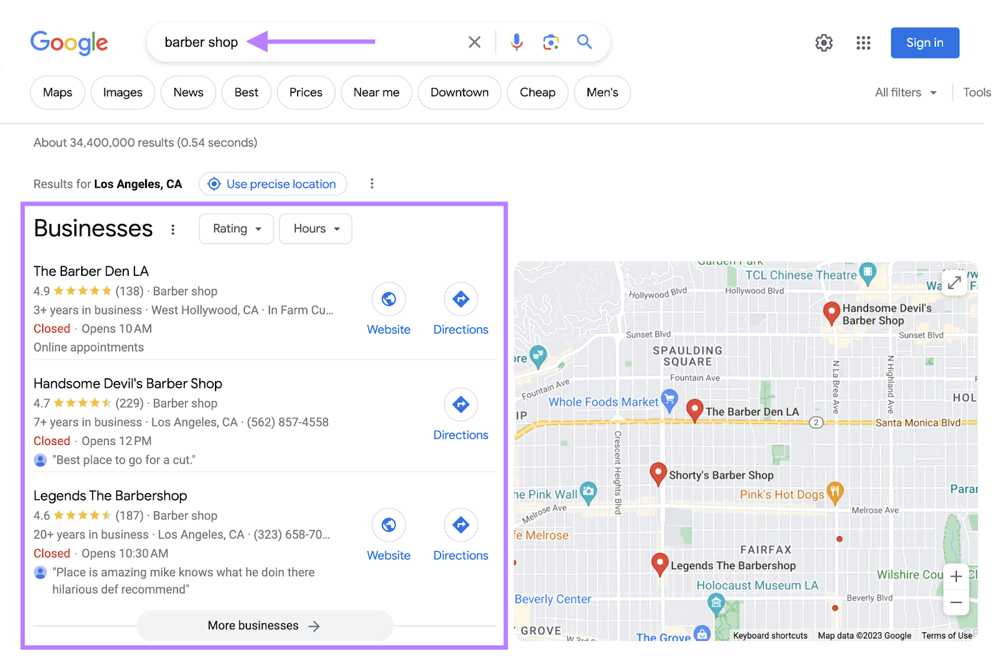 Google
barber shop
Sign in
Maps
Images
News
Best
Prices
Near me
Downtown
Cheap
Men's
All filters
Tools
About 34,400,000 results (0.54 seconds)
Results for Los Angeles, CA
Use precise location
Businesses
Rating
Hours
The Barber Den LA
4.9 (138) · Barber shop
3+ years in business · West Hollywood, CA · In Farm Cu...
Closed · Opens 10 AM
Online appointments
Website
Directions
Handsome Devil's Barber Shop
4.7 (229) · Barber shop
7+ years in business · Los Angeles, CA · (562) 857-4558
Closed · Opens 12 PM
"Best place to go for a cut."
Directions
Legends The Barbershop
4.6 (187) · Barber shop
20+ years in business · Los Angeles, CA · (323) 658-70...
Closed · Opens 10:30 AM
"Place is amazing mike knows what he doin there
hilarious def recommend"
Website
Directions
More businesses
Garden Park
TCL Chinese Theatre
Hollywood Blvd
Hollywood Blvd
Handsome Devil's
Barber Shop
Sunset Blvd
Sunset Blvd
SPAULDING
SQUARE
Fountain Ave
Fountain Ave
N La Brea Ave
N Highland Ave
Whole Foods Market
The Barber Den LA
2
Santa Monica Blvd
Crescent Heights Blvd
Shorty's Barber Shop
he Pink Wall
Pink's Hot Dogs
Paran
Melrose Ave
Melrose Ave
fe Melrose
FAIRFAX
Legends The Barbershop
Wilshire Cou
Holocaust Museum LA
Beverly Center
Beverly Blvd
GROVE
W 3rd
The Grove
Keyboard shortcuts
Map data ©2023 Google
Terms of Use